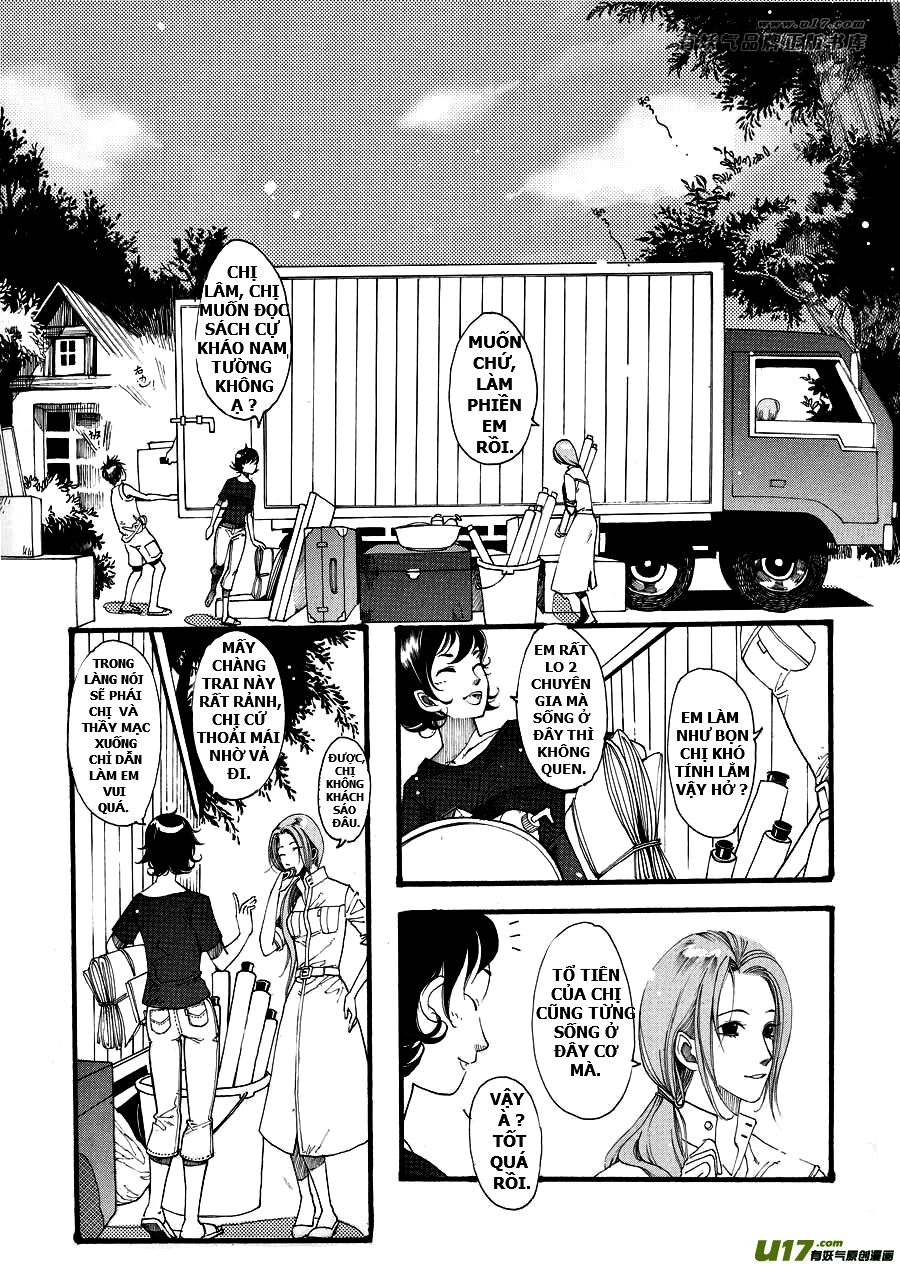 www.u17.com
有妖气品牌正版书库
CHỊ
LÂM, CHỊ
MUỐN ĐỌC
SÁCH CỰ
KHÁO NAM
TƯỜNG
KHÔNG
Ạ ?
MUỐN
CHỨ,
LÀM
PHIỀN
EM
RỒI.
MẤY
CHÀNG
TRAI NÀY
RẤT RẢNH,
CHỊ CỨ
THOẢI MÁI
NHỜ VẢ
ĐI.
TRONG
LÀNG NÓI
SẼ PHÁI
CHỊ VÀ
THẦY MẠC
XUỐNG
CHỈ DẪN
LÀM EM
VUI
QUÁ.
ĐƯỢC,
CHỊ
KHÔNG
KHÁCH
SÁO
ĐÂU.
EM RẤT
LO 2
CHUYÊN
GIA MÀ
SỐNG Ở
ĐÂY THÌ
KHÔNG
QUEN.
EM LÀM
NHƯ BỌN
CHỊ KHÓ
TÍNH LẮM
VẬY HỞ ?
TỔ TIÊN
CỦA CHỊ
CŨNG TỪNG
SỐNG Ở
ĐÂY CƠ
MÀ.
VẬY
À ?
TỐT
QUÁ
RỒI.
U17.com
有妖气原创漫画